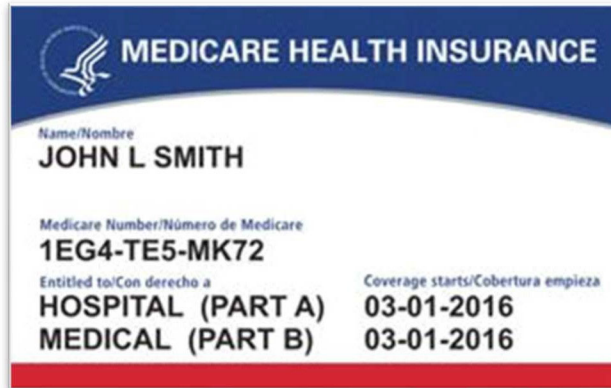 MEDICARE HEALTH INSURANCE
Name/Nombre
JOHN L SMITH
Medicare Number/Número de Medicare
1EG4-TE5-MK72
Entitled to/Con derecho a Coverage starts/Cobertura empieza
HOSPITAL (PART A) 03-01-2016
MEDICAL (PART B) 03-01-2016